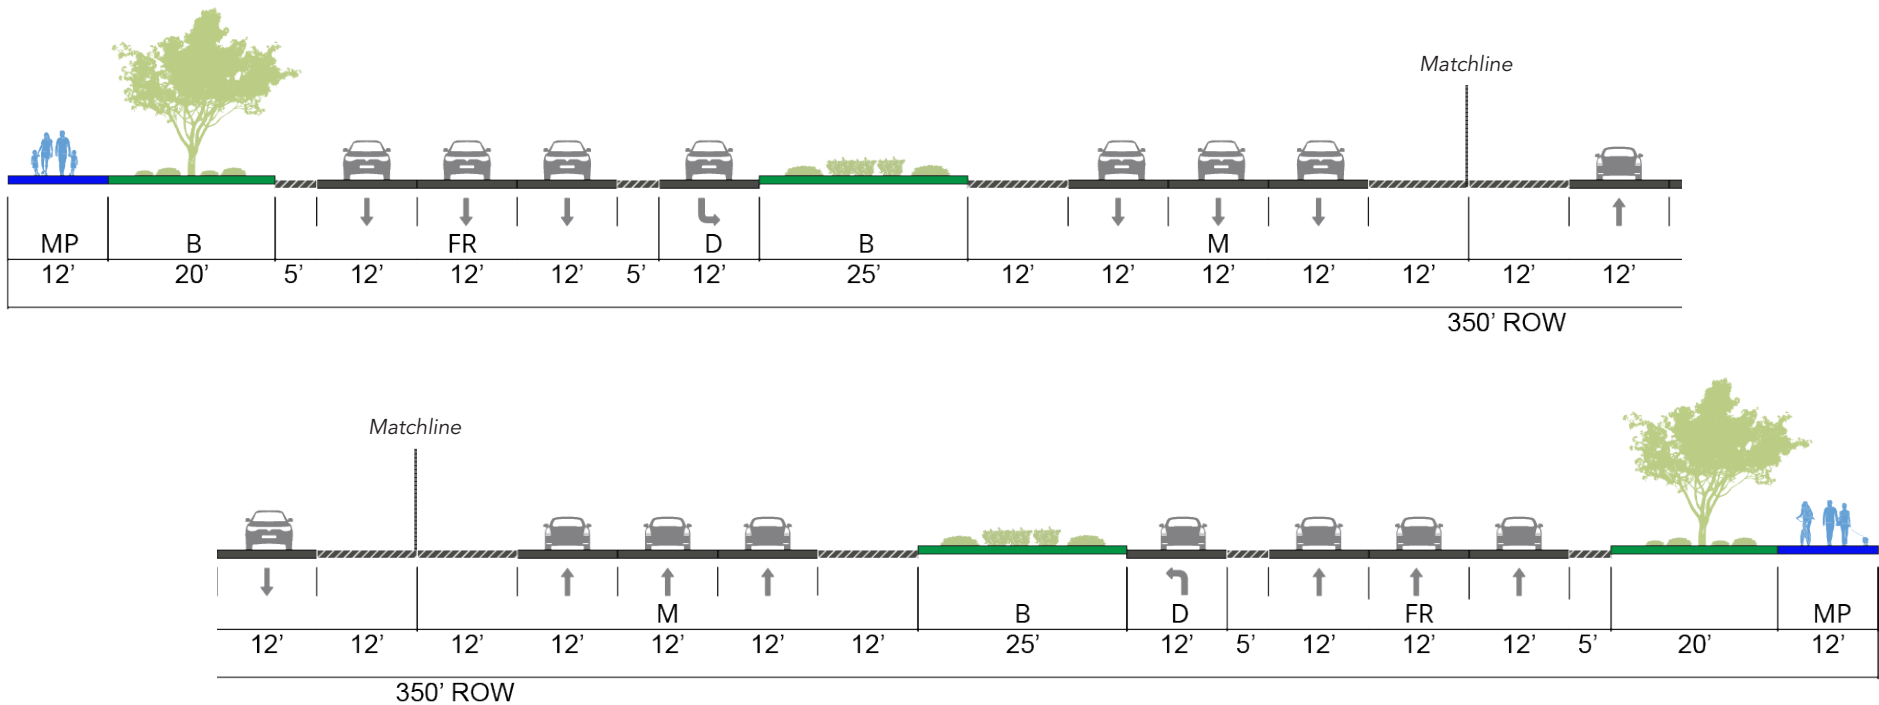 Matchline
MP B FR D B M
12’ 20’ 5’ 12’ 12’ 12’ 5’ 12’ 25’ 12’ 12’ 12’ 12’ 12’ 12’ 12’
350’ ROW
Matchline
M B D FR MP
12’ 12’ 12’ 12’ 12’ 12’ 12’ 25’ 12’ 5’ 12’ 12’ 12’ 5’ 20’ 12’
350’ ROW